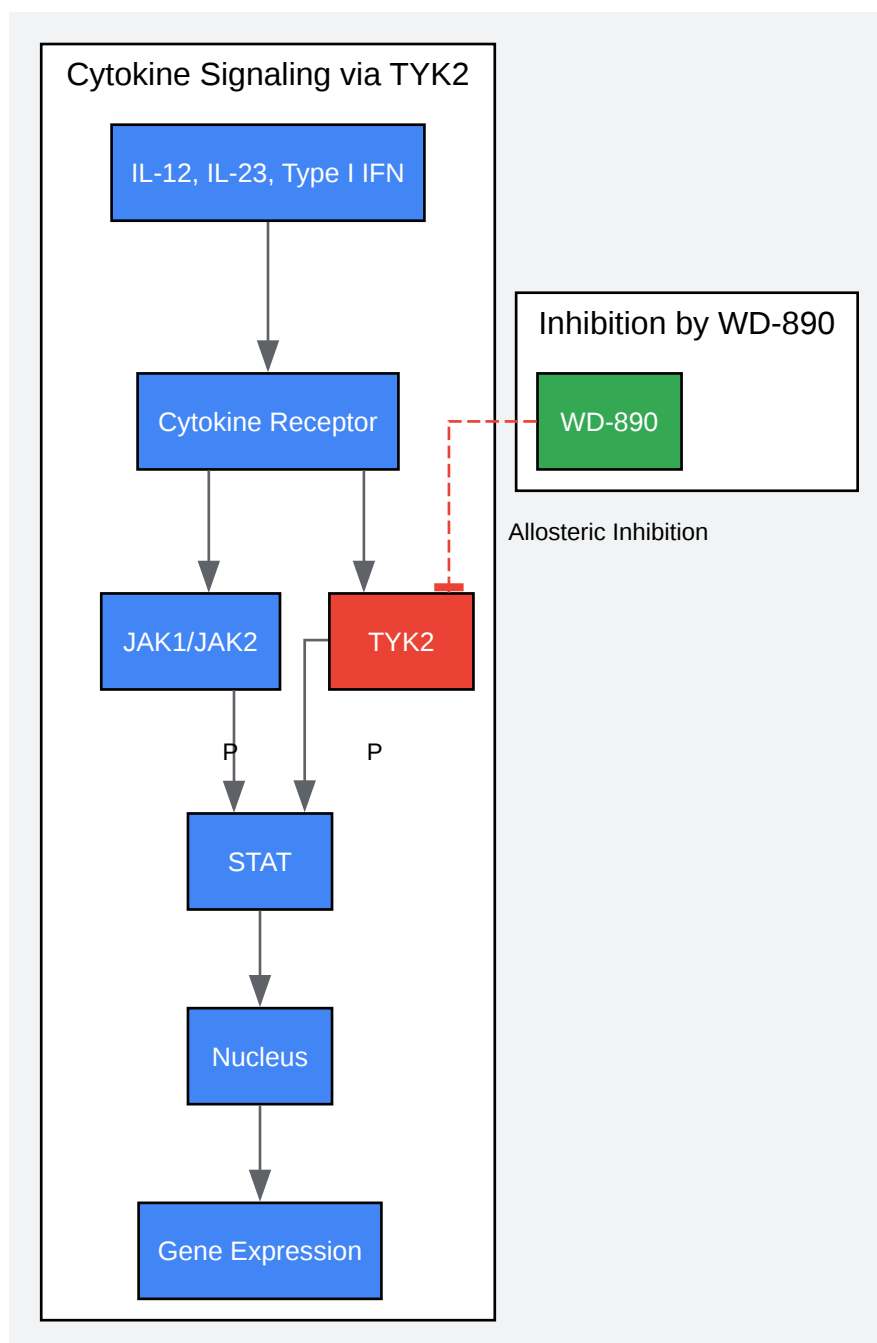 Cytokine Signaling via TYK2
IL-12, IL-23, Type I IFN
Inhibition by WD-890
Cytokine Receptor
WD-890
Allosteric Inhibition
JAK1/JAK2
TYK2
P
P
STAT
Nucleus
Gene Expression